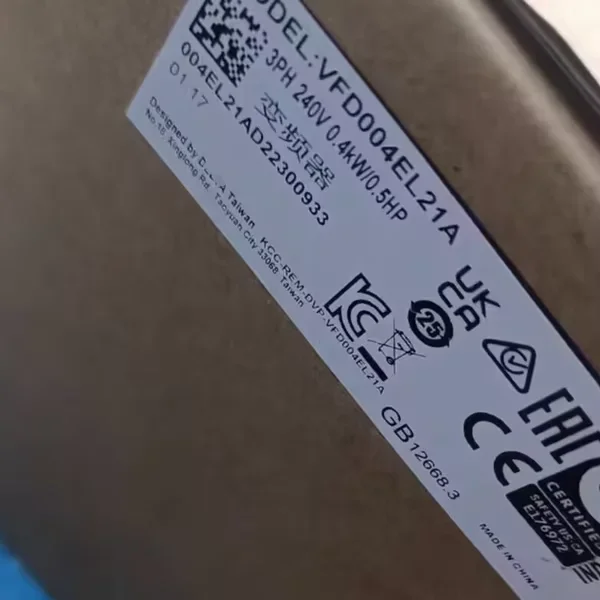 MODEL:VFD004EL21A
3PH 240V 0.4kW/0.5HP
变频器
004EL21AD22300933
D1.17
Designed by DELTA Taiwan
No.18, Xinglong Rd., Taoyuan City 33068, Taiwan
KCC-REM-DVP-VFD004EL21A
UK
CA
25
GB12668.3
EAC
CE
CERTIFIED
SAFETY US CA
E176972
MADE IN CHINA